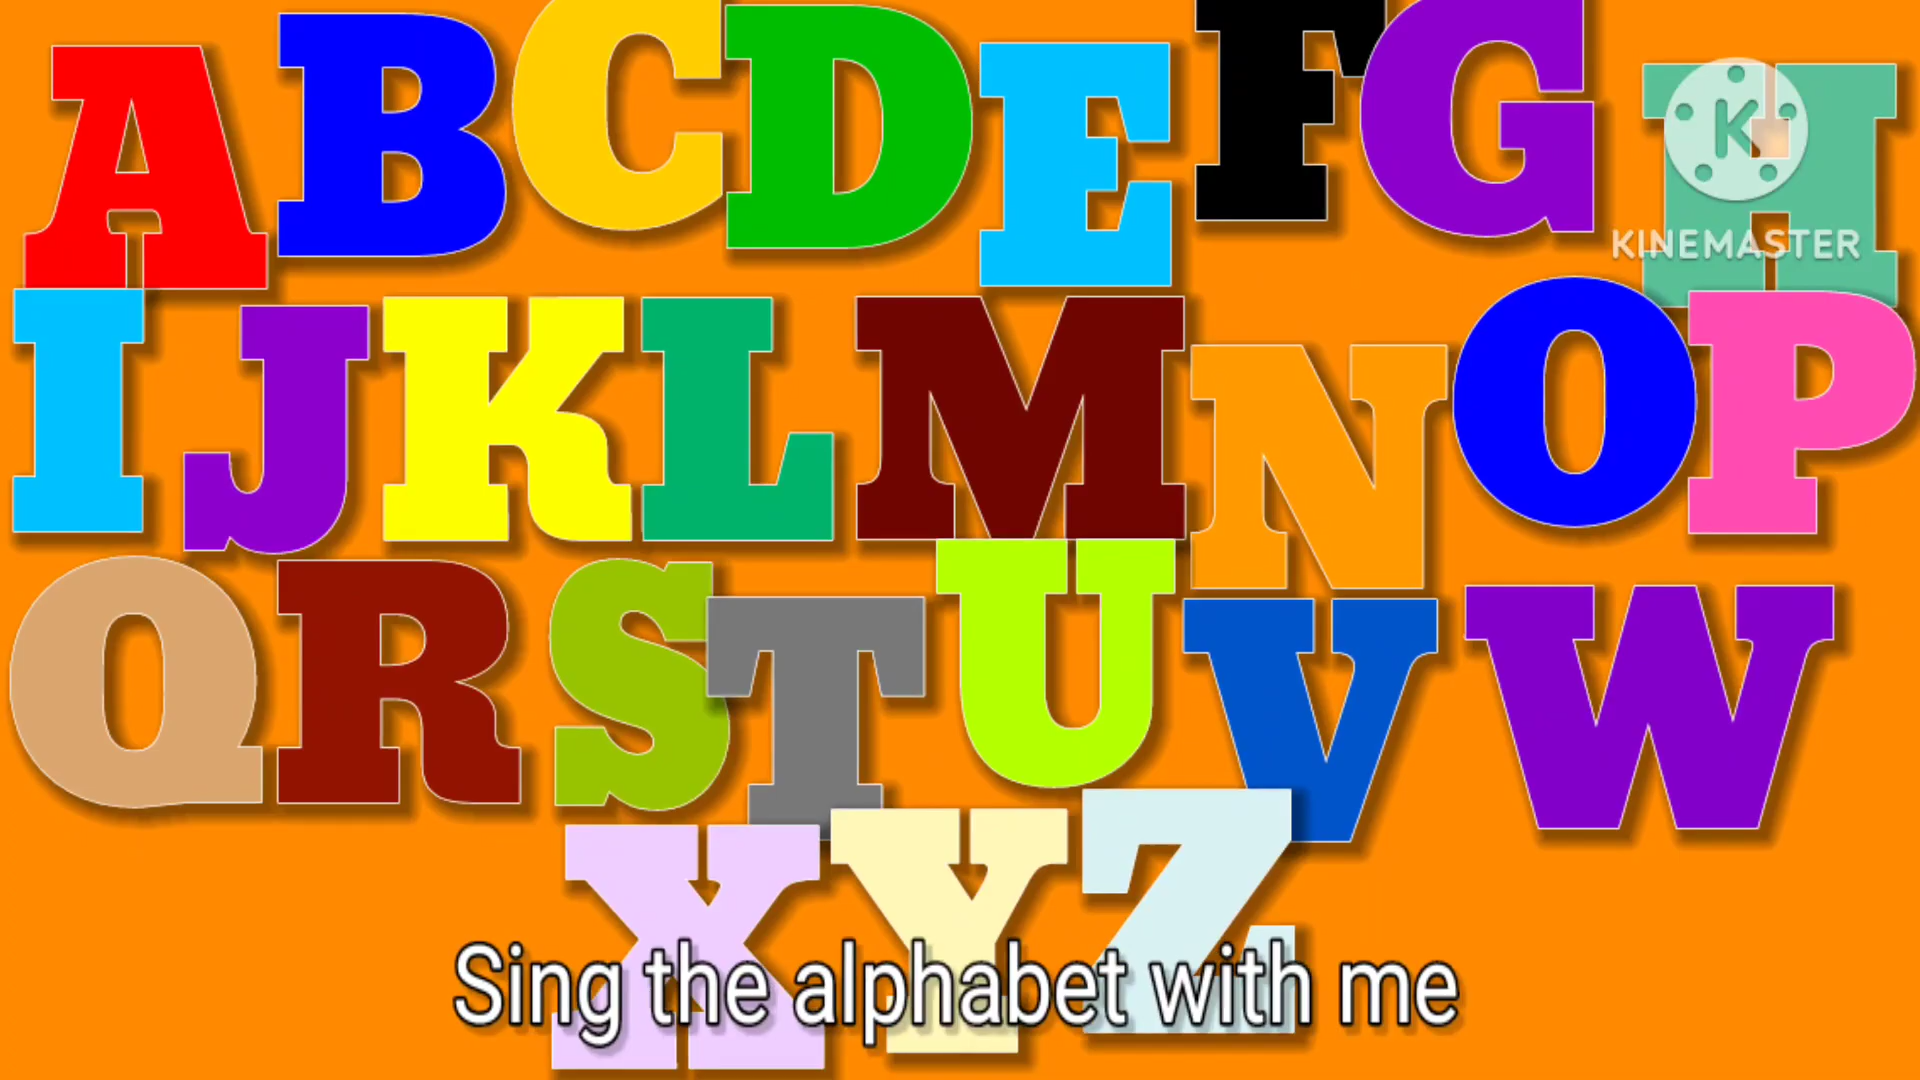 ABCDEFGH
K
KINEMASTER
IJKLMNOP
QRSTUVW
XYZ
Sing the alphabet with me